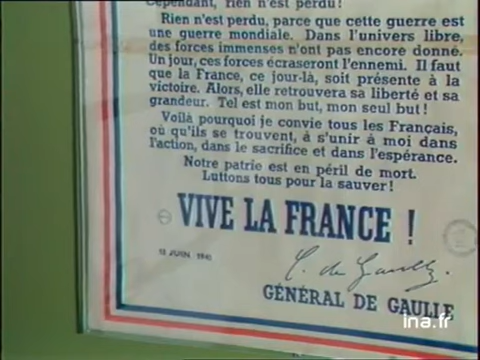 Cependant, rien n'est perdu !
Rien n'est perdu, parce que cette guerre est
une guerre mondiale. Dans l'univers libre,
des forces immenses n'ont pas encore donné.
Un jour, ces forces écraseront l'ennemi. Il faut
que la France, ce jour-là, soit présente à la
victoire. Alors, elle retrouvera sa liberté et sa
grandeur. Tel est mon but, mon seul but !
Voilà pourquoi je convie tous les Français,
où qu'ils se trouvent, à s'unir à moi dans
l'action, dans le sacrifice et dans l'espérance.
Notre patrie est en péril de mort.
Luttons tous pour la sauver !
VIVE LA FRANCE !
JUIN
C. de Gaulle.
GÉNÉRAL DE GAULLE
ina.fr